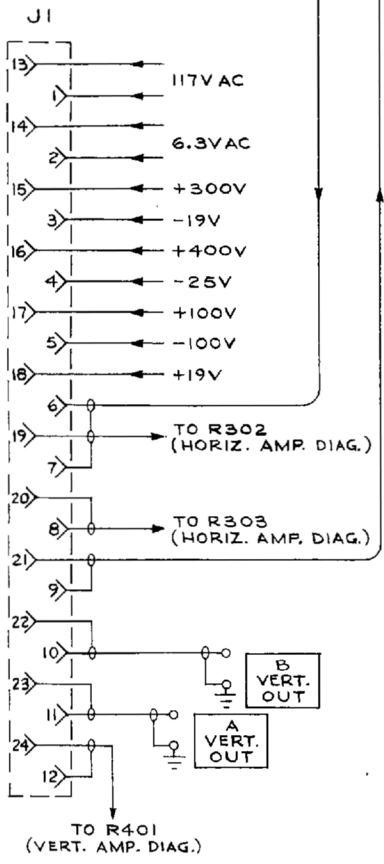 J1
13
117V AC
1
14
6.3V AC
2
15 +300V
3 -19V
16 +400V
4 -25V
17 +100V
5 -100V
18 +19V
6
19 TO R302
(HORIZ. AMP. DIAG.)
7
20
8 TO R303
(HORIZ. AMP. DIAG.)
21
9
22
10
B
VERT.
OUT
23
11
A
VERT.
OUT
24
12
TO R401
(VERT. AMP. DIAG.)